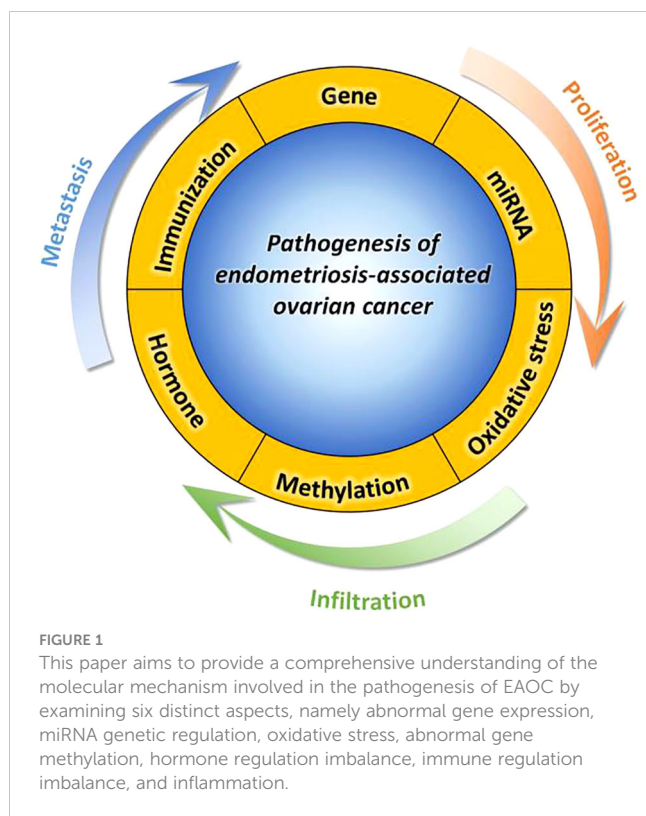 Gene
miRNA
Oxidative stress
Methylation
Hormone
Immunization
Proliferation
Infiltration
Metastasis
Pathogenesis of
endometriosis-associated
ovarian cancer
FIGURE 1
This paper aims to provide a comprehensive understanding of the
molecular mechanism involved in the pathogenesis of EAOC by
examining six distinct aspects, namely abnormal gene expression,
miRNA genetic regulation, oxidative stress, abnormal gene
methylation, hormone regulation imbalance, immune regulation
imbalance, and inflammation.